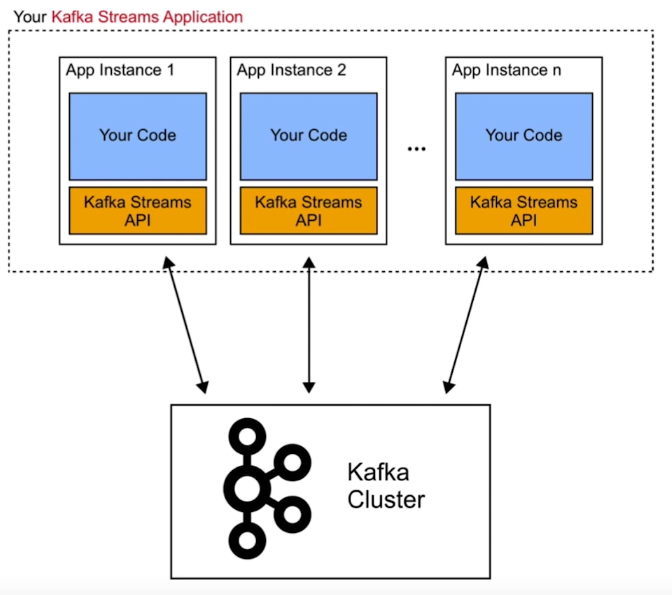 Your Kafka Streams Application
App Instance 1
Your Code
Kafka Streams
API
App Instance 2
Your Code
Kafka Streams
API
...
App Instance n
Your Code
Kafka Streams
API
Kafka
Cluster